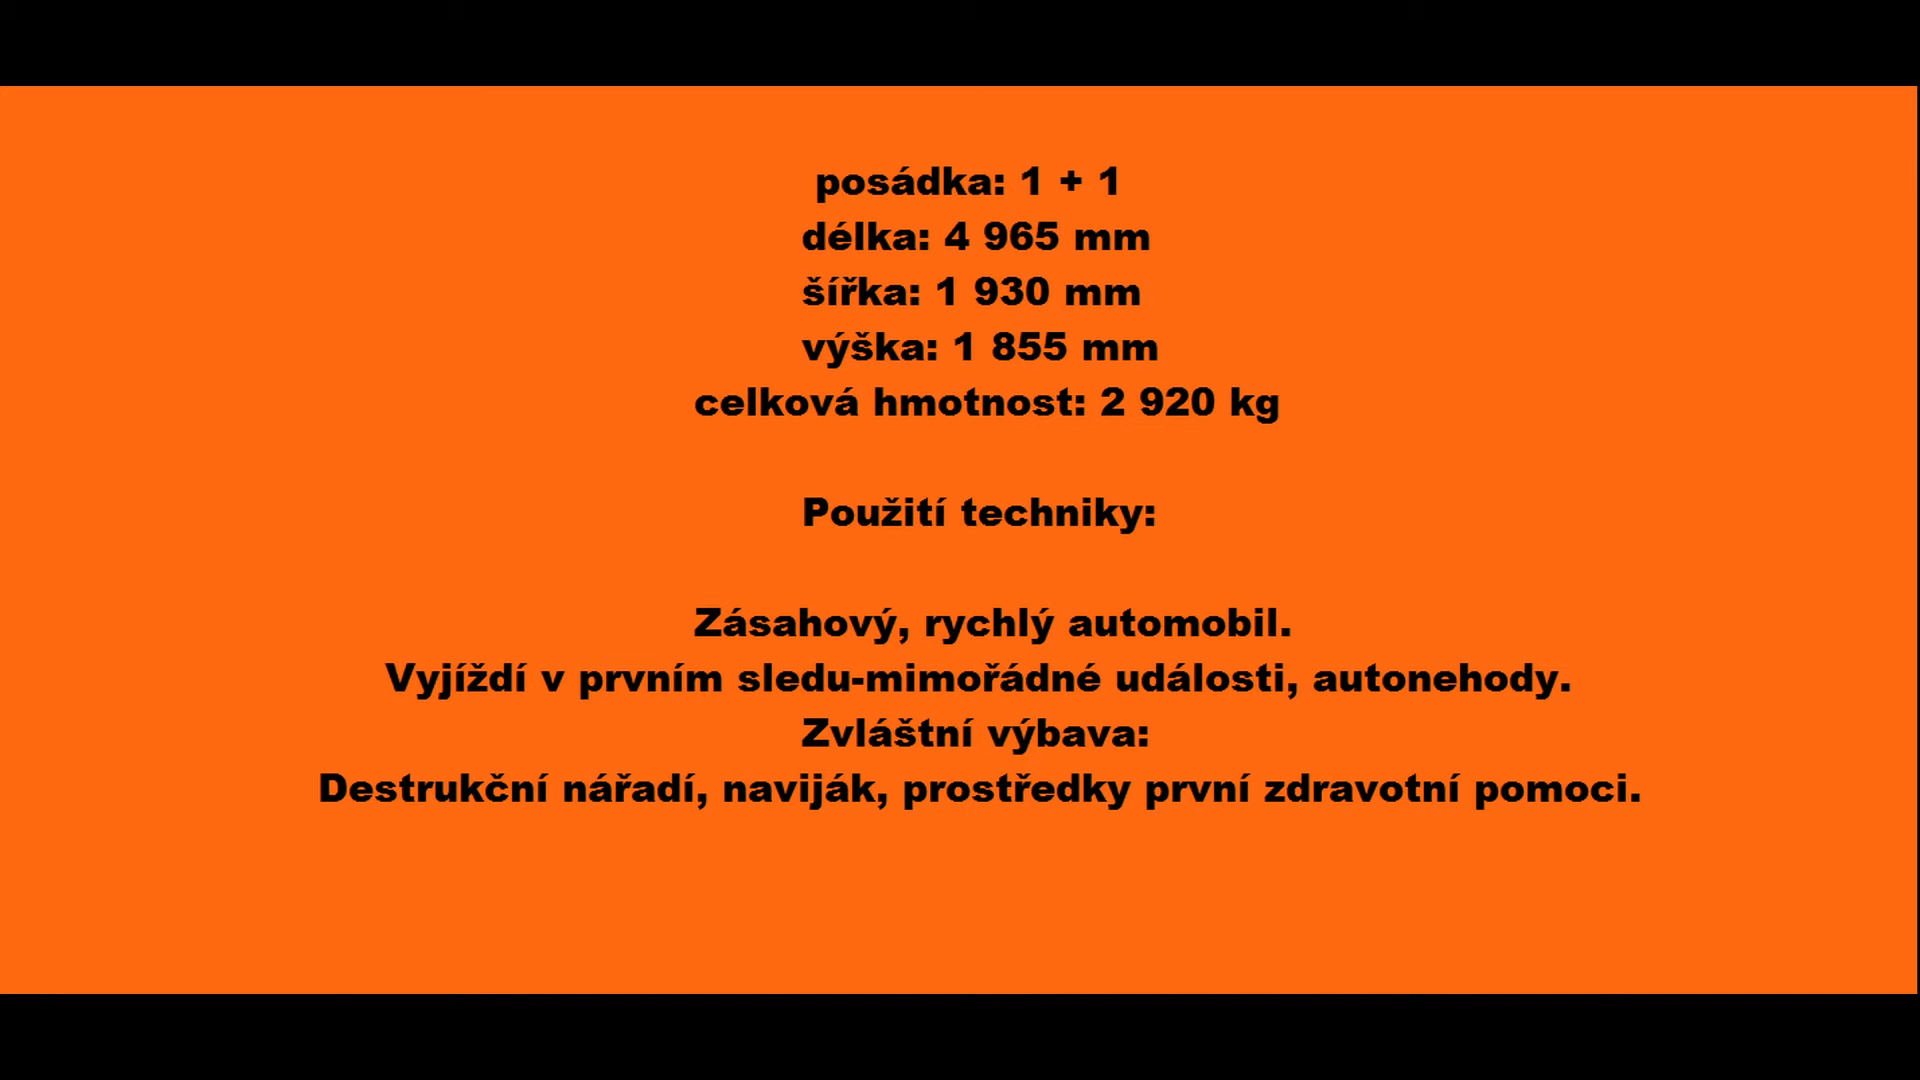 posádka: 1 + 1
délka: 4 965 mm
šířka: 1 930 mm
výška: 1 855 mm
celková hmotnost: 2 920 kg
Použití techniky:
Zásahový, rychlý automobil.
Vyjíždí v prvním sledu-mimořádné události, autonehody.
Zvláštní výbava:
Destrukční nářadí, naviják, prostředky první zdravotní pomoci.